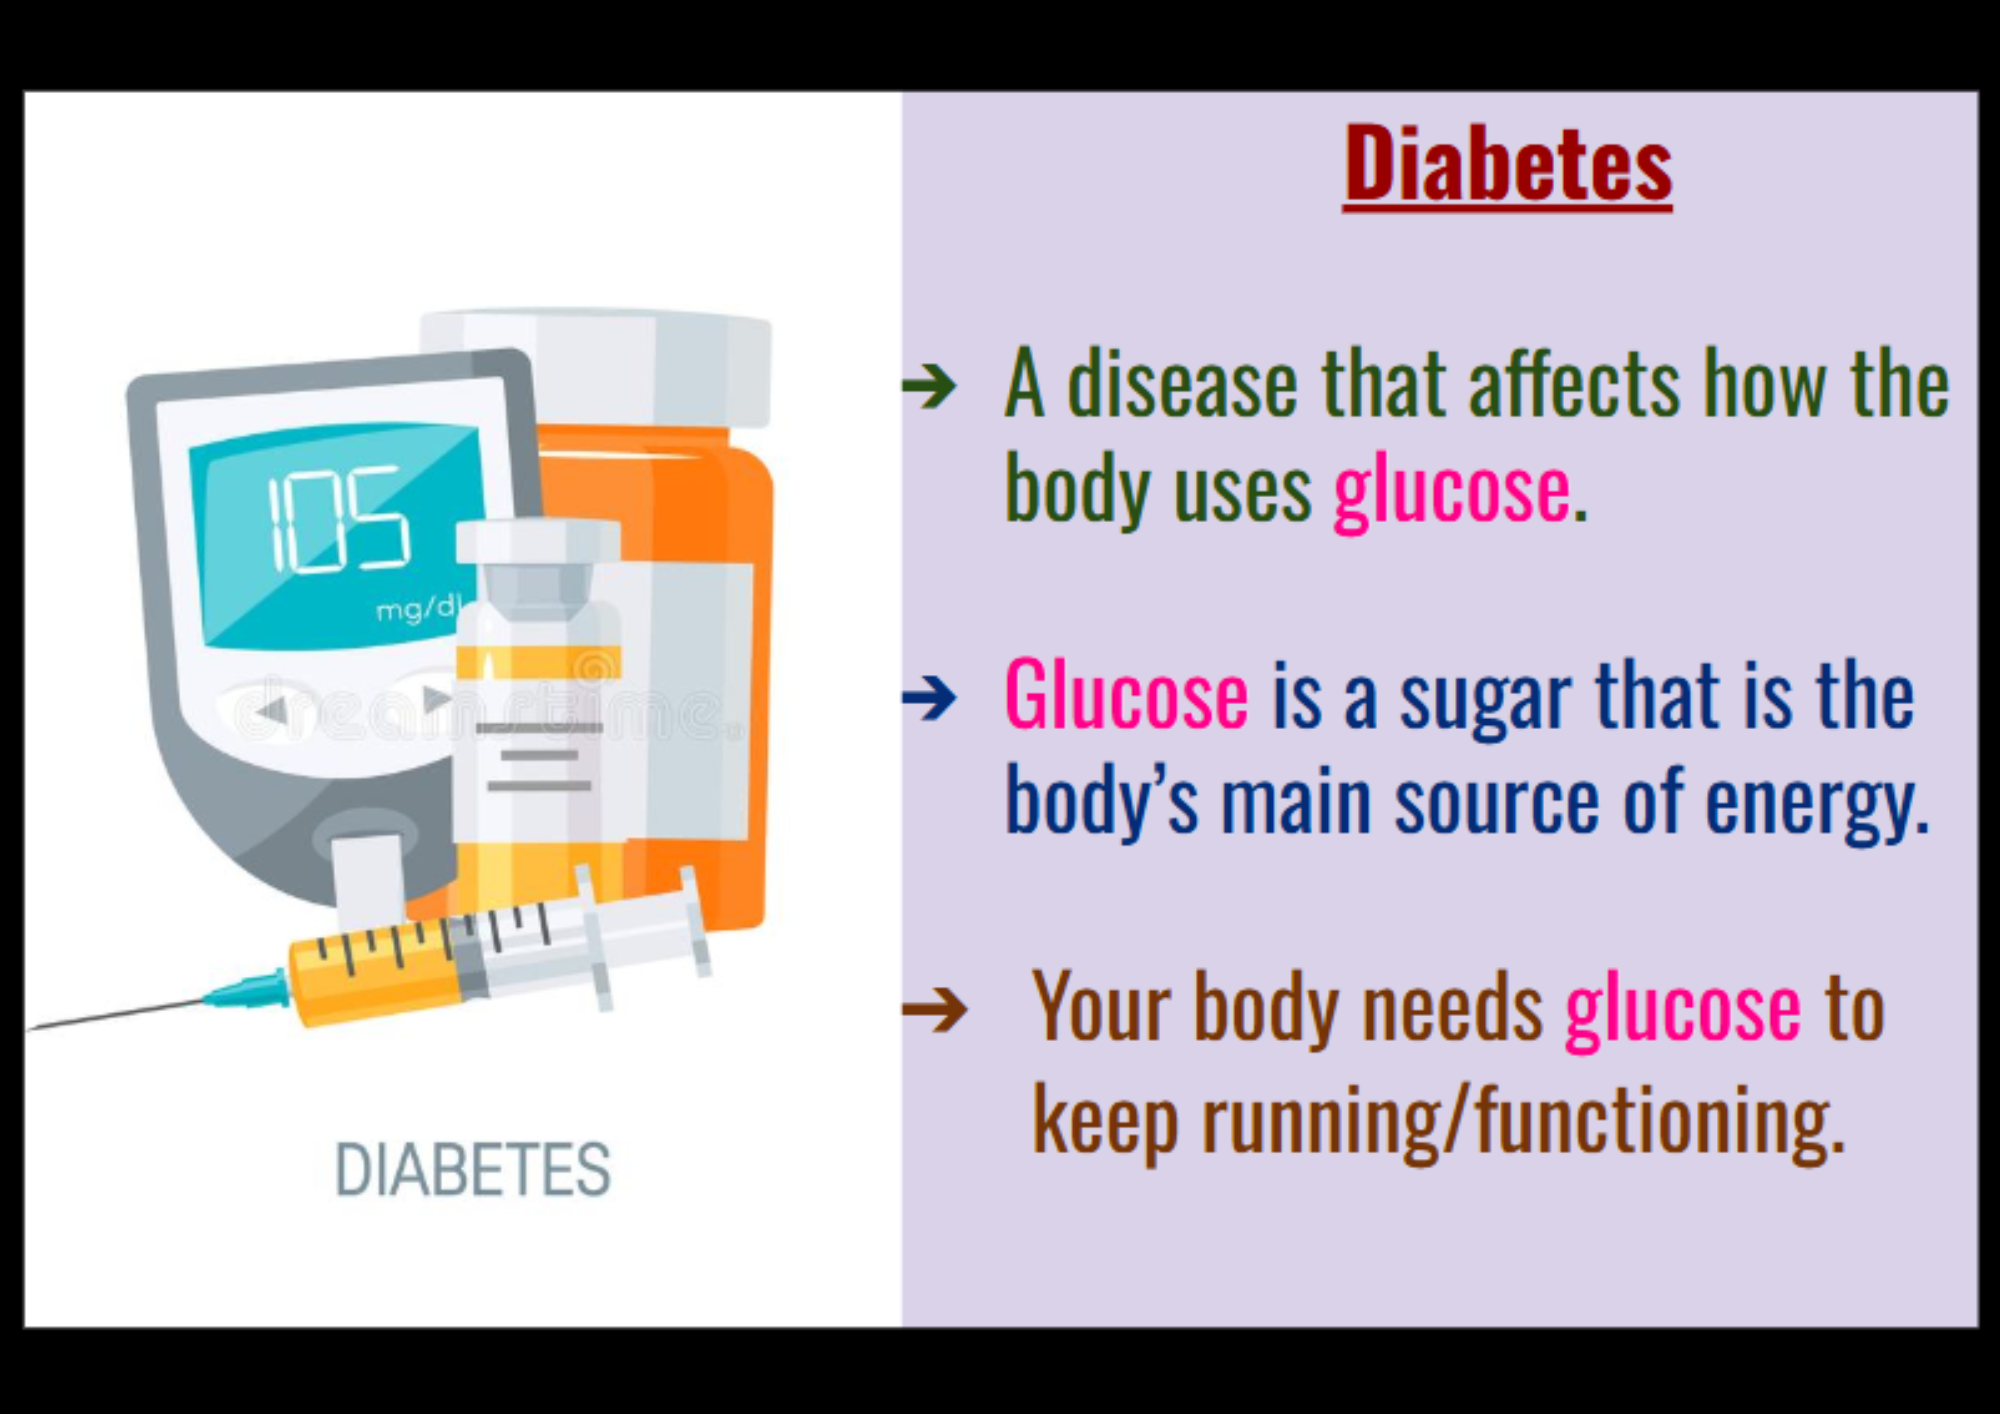 105
mg/dl
dreamstime.
DIABETES
Diabetes
➔ A disease that affects how the
body uses glucose.
➔ Glucose is a sugar that is the
body’s main source of energy.
➔ Your body needs glucose to
keep running/functioning.